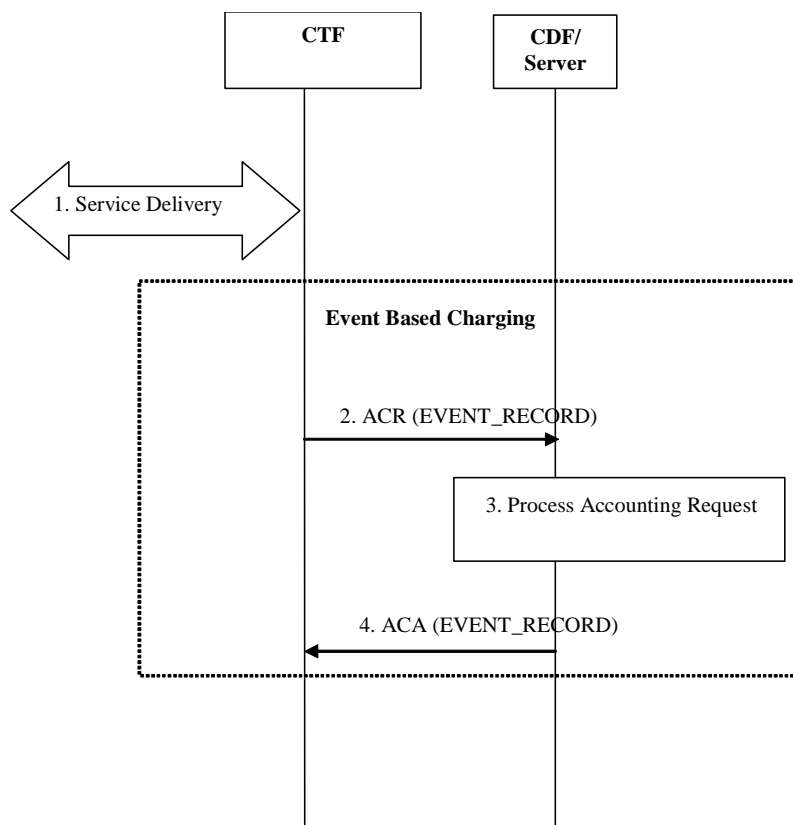 CTF
CDF/
Server
1. Service Delivery
Event Based Charging
2. ACR (EVENT_RECORD)
3. Process Accounting Request
4. ACA (EVENT_RECORD)